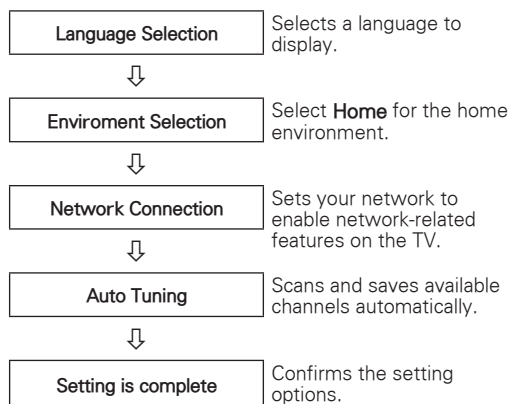 Language Selection
Selects a language to
display.
Enviroment Selection
Select Home for the home
environment.
Network Connection
Sets your network to
enable network-related
features on the TV.
Auto Tuning
Scans and saves available
channels automatically.
Setting is complete
Confirms the setting
options.